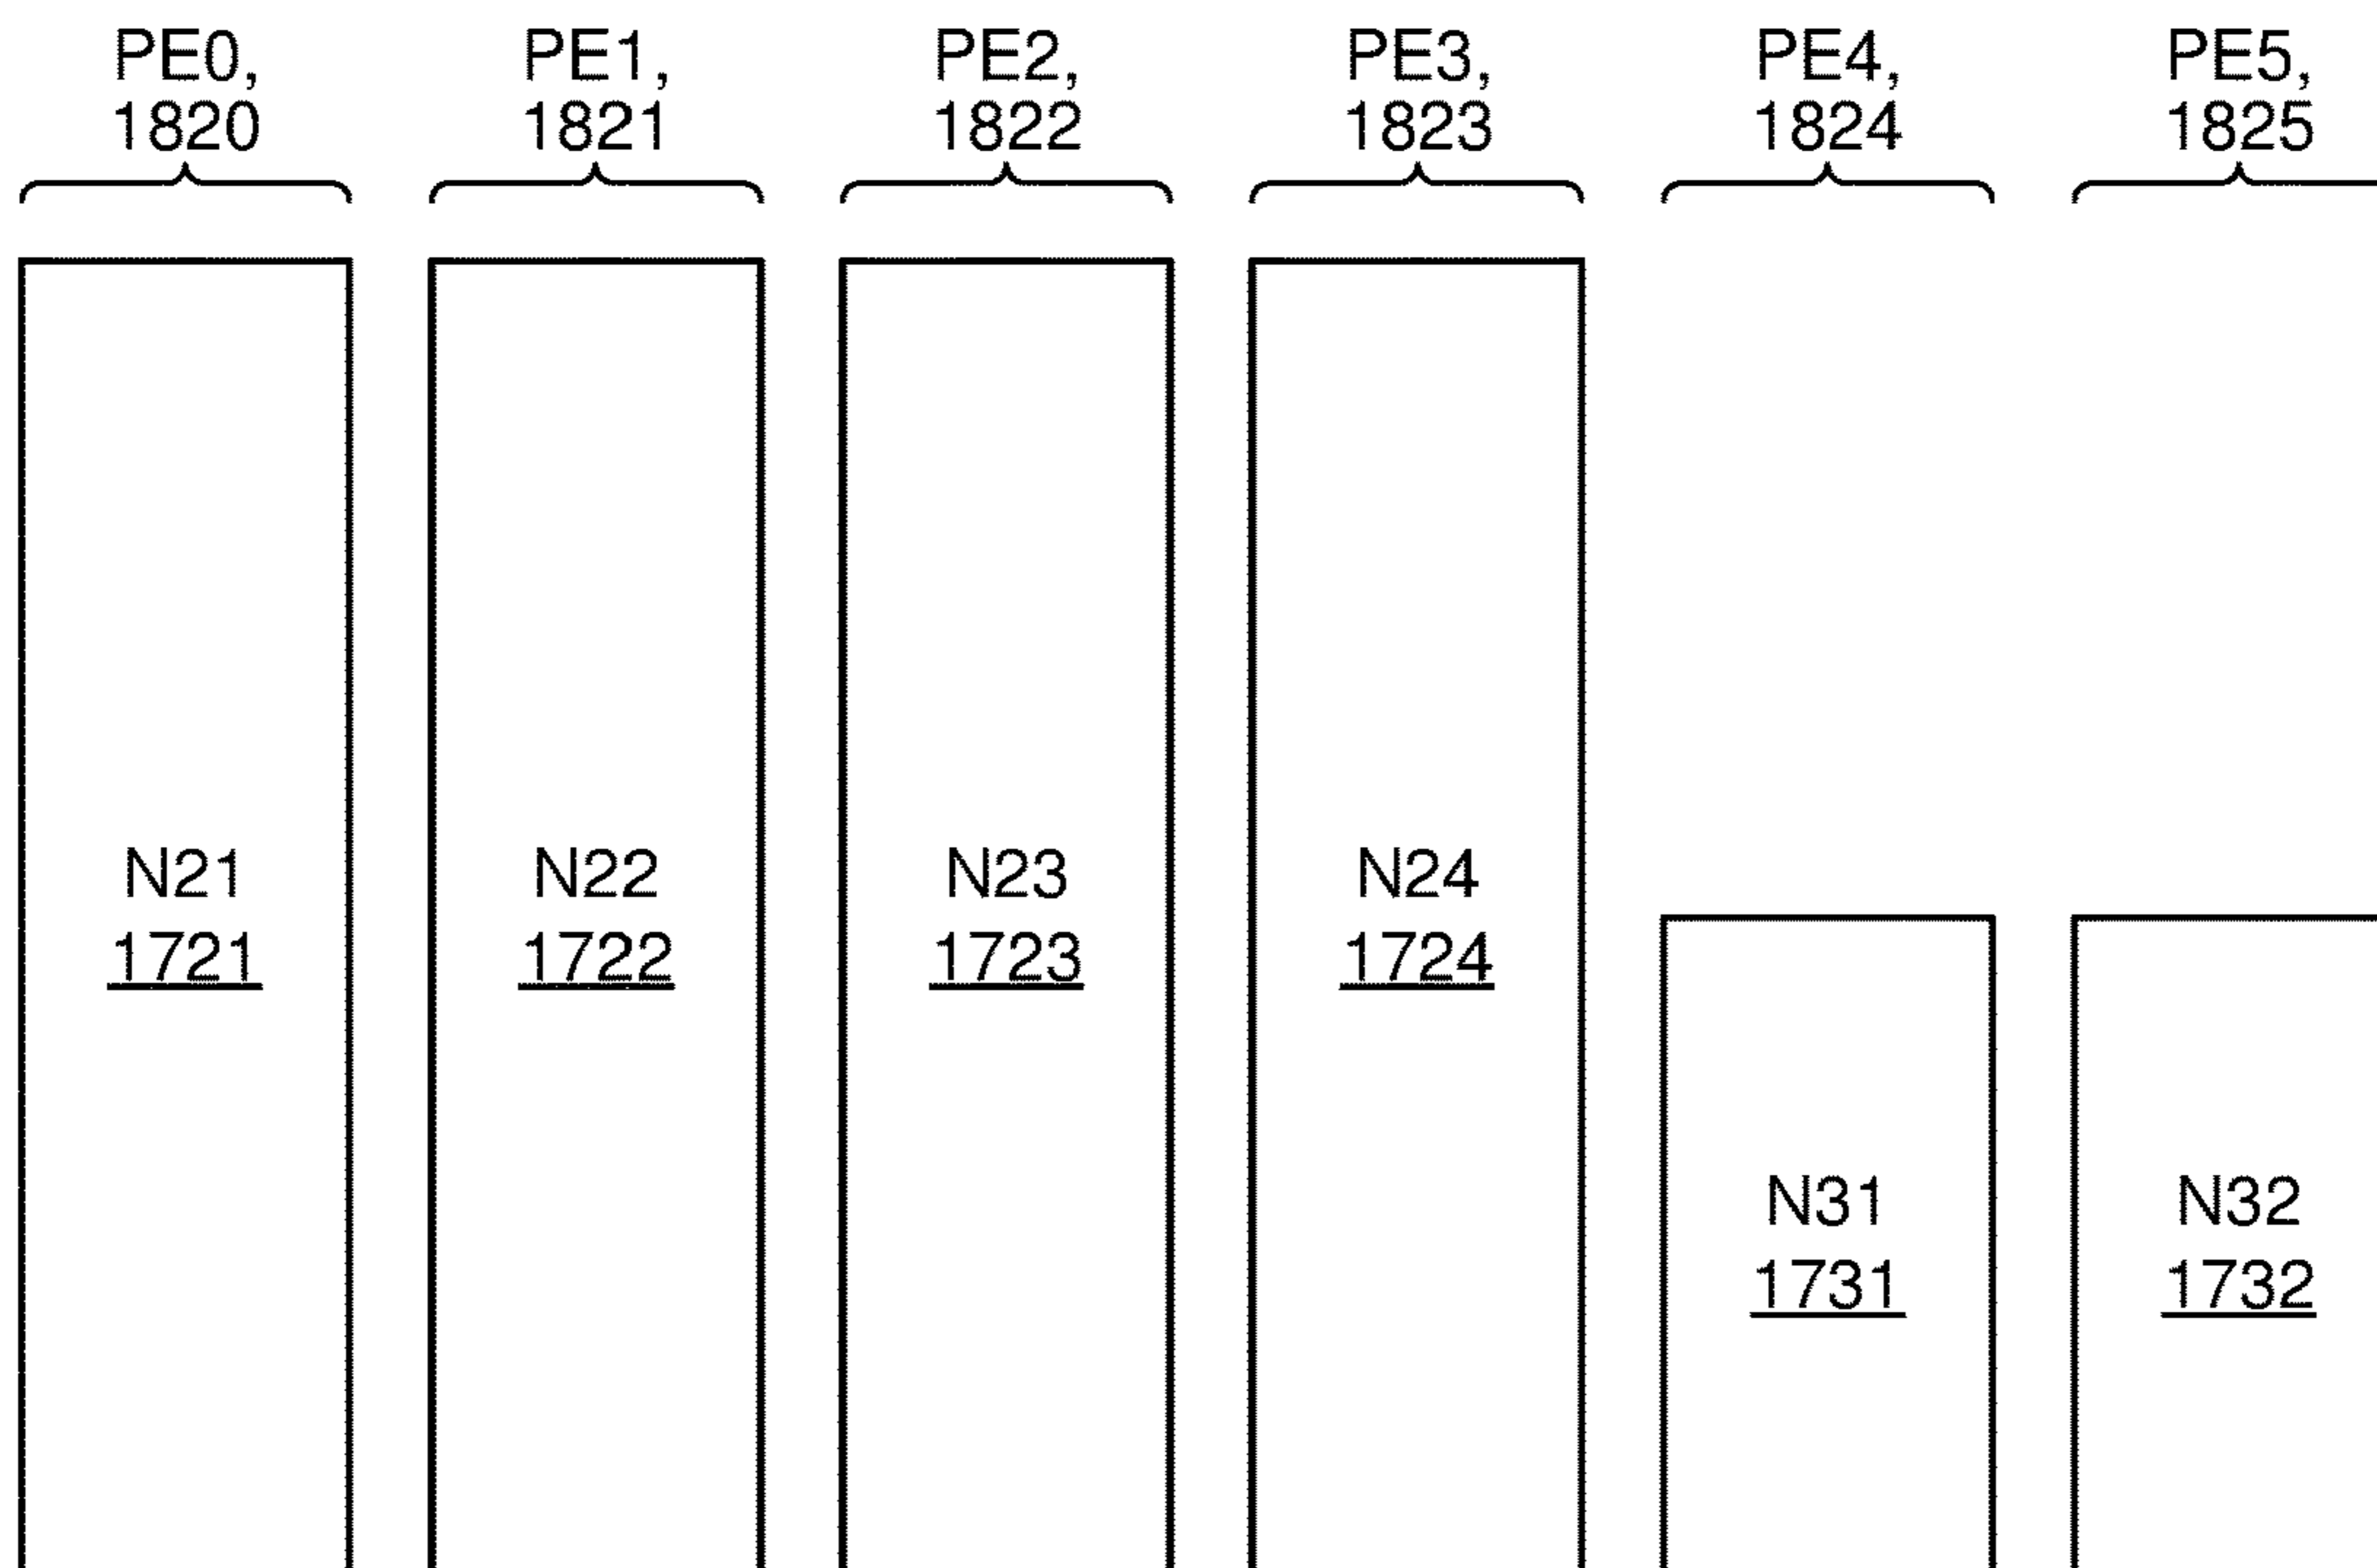 PE0,
1820
PE1,
1821
PE2,
1822
PE3,
1823
PE4,
1824
PE5,
1825
N21
1721
N22
1722
N23
1723
N24
1724
N31
1731
N32
1732